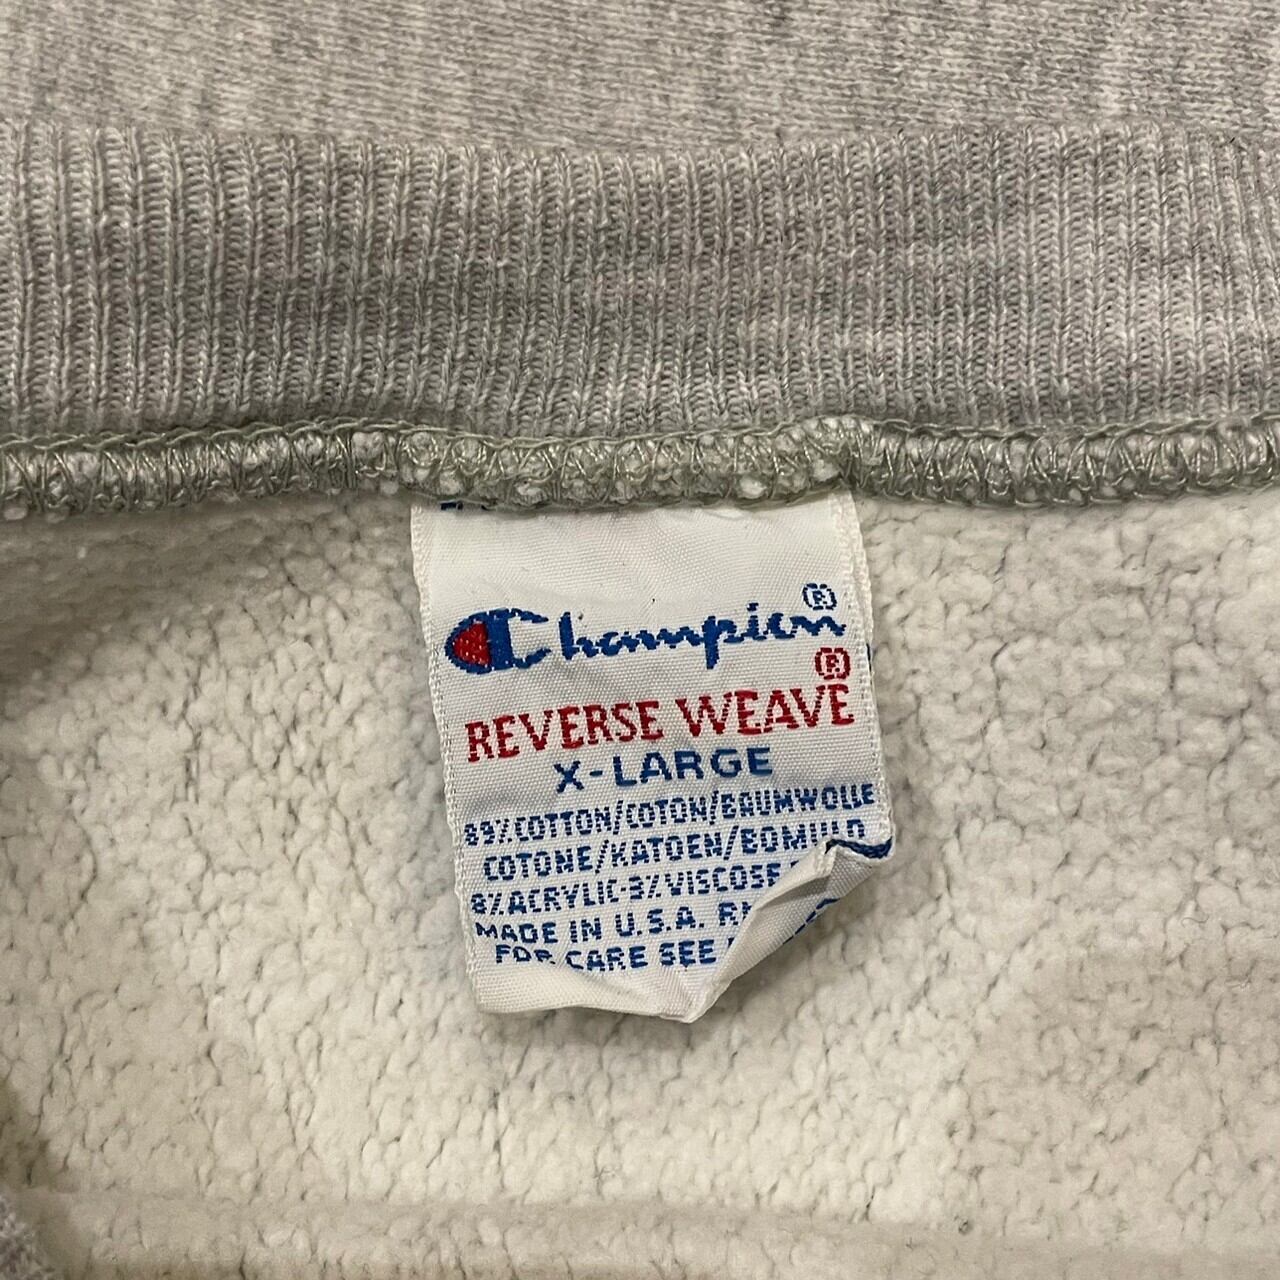 Champion®
REVERSE WEAVE®
X-LARGE
89%COTTON/COTON/BAUMWOLLE
COTONE/KATOEN/BOMULD
8%ACRYLIC-3%VISCOSE
MADE IN U.S.A.
FOR CARE SEE